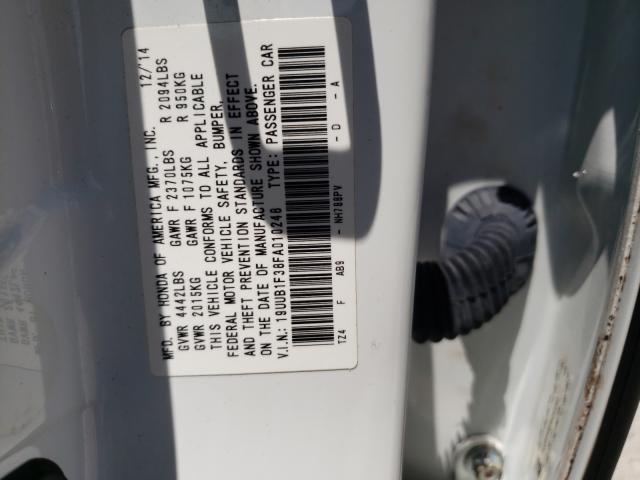 MFD. BY HONDA OF AMERICA MFG., INC. 12/14
GVWR 4442LBS GAWR F 2370LBS R 2094LBS
GVWR 2015KG GAWR F 1075KG R 950KG
THIS VEHICLE CONFORMS TO ALL APPLICABLE
FEDERAL MOTOR VEHICLE SAFETY, BUMPER,
AND THEFT PREVENTION STANDARDS IN EFFECT
ON THE DATE OF MANUFACTURE SHOWN ABOVE.
V.I.N.: 19UUB1F38FA010248 TYPE: PASSENGER CAR
TZ4 F AB9 - NH788PV - D - A